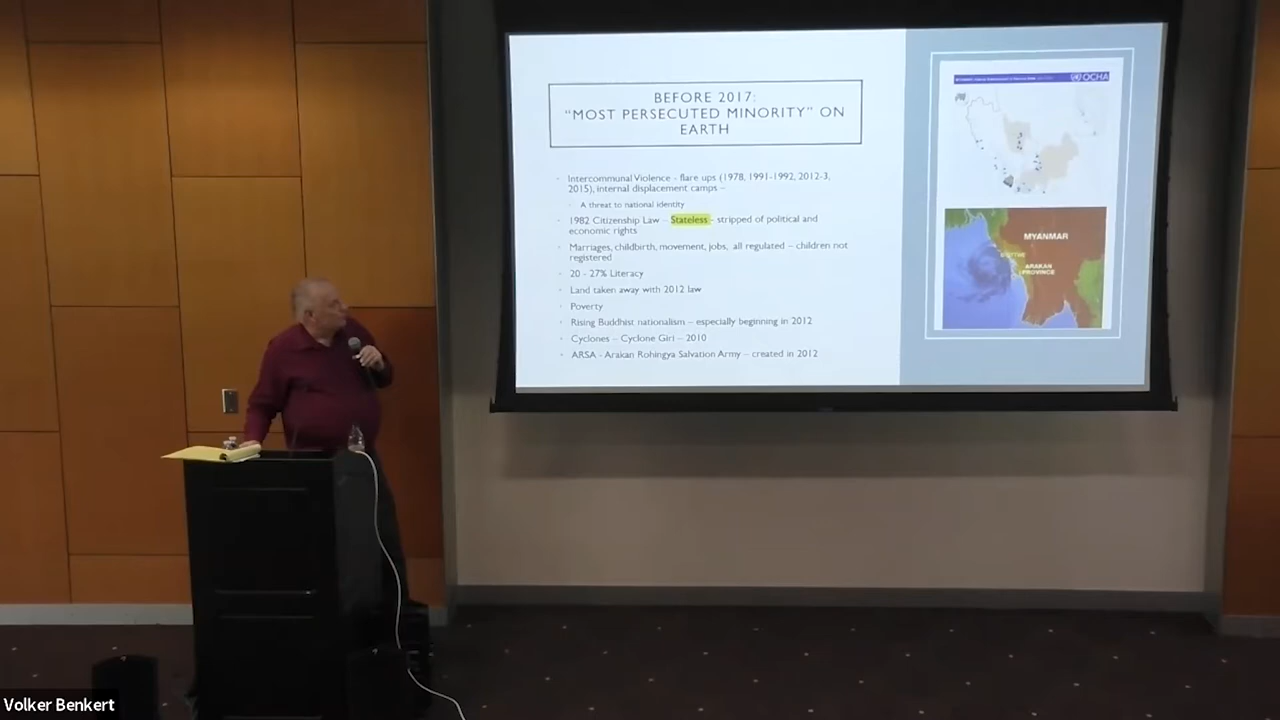 BEFORE 2017:
"MOST PERSECUTED MINORITY" ON
EARTH
Intercommunal Violence - flare ups (1978, 1991-1992, 2012-3,
2015), internal displacement camps –
A threat to national identity
1982 Citizenship Law – Stateless - stripped of political and
economic rights
Marriages, childbirth, movement, jobs, all regulated – children not
registered
20 - 27% Literacy
Land taken away with 2012 law
Poverty
Rising Buddhist nationalism – especially beginning in 2012
Cyclones – Cyclone Giri – 2010
ARSA - Arakan Rohingya Salvation Army – created in 2012
OCHA
MYANMAR
ARAKAN
PROVINCE
Volker Benkert